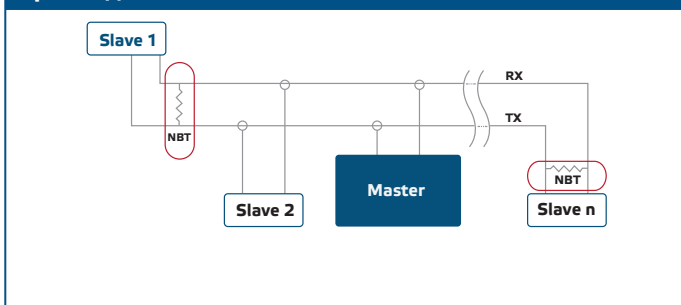 Slave 1
RX
TX
NBT
Master
NBT
Slave 2
Slave n